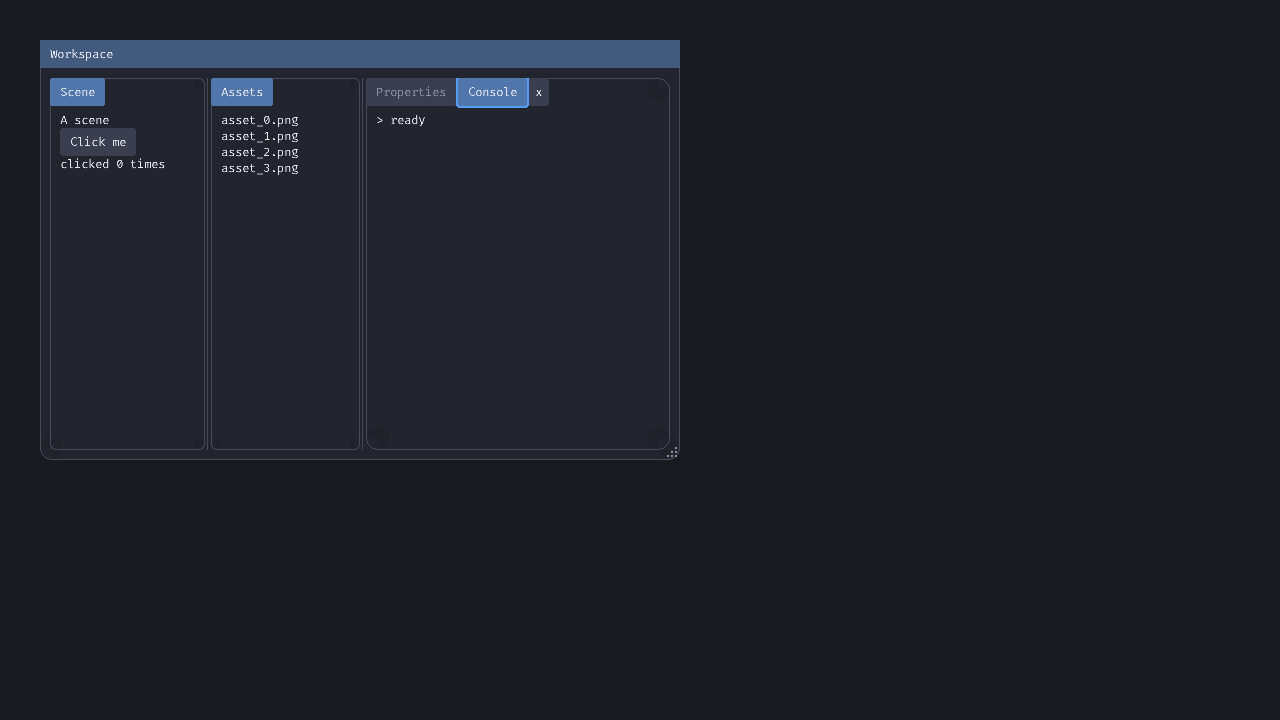 Workspace
Scene
A scene
Click me
clicked 0 times
Assets
asset_0.png
asset_1.png
asset_2.png
asset_3.png
Properties Console x
> ready